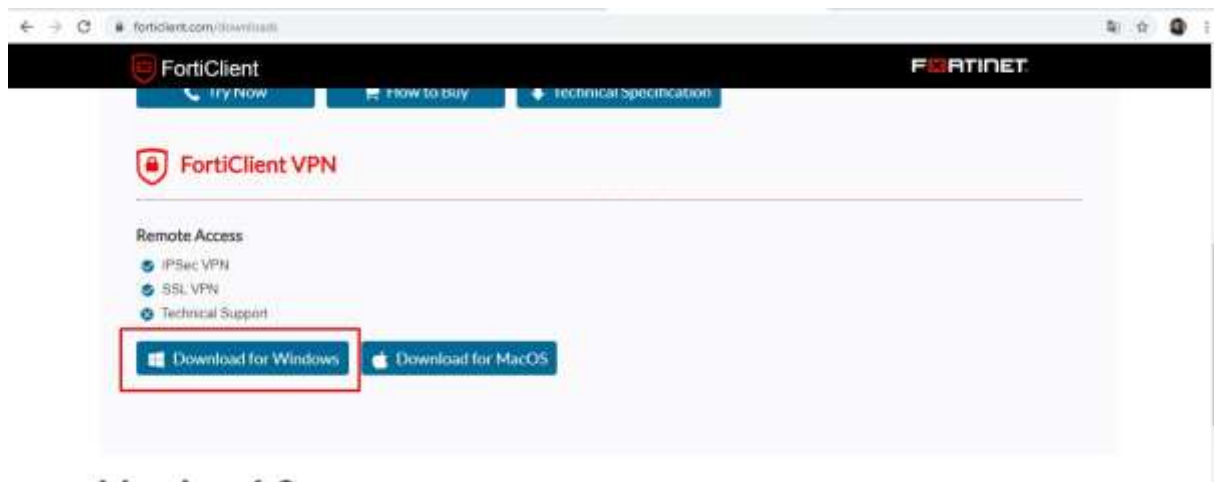 forticlient.com/downloads
FortiClient
FORTINET
Try Now
How to Buy
Technical Specification
FortiClient VPN
Remote Access
IPSec VPN
SSL VPN
Technical Support
Download for Windows
Download for MacOS